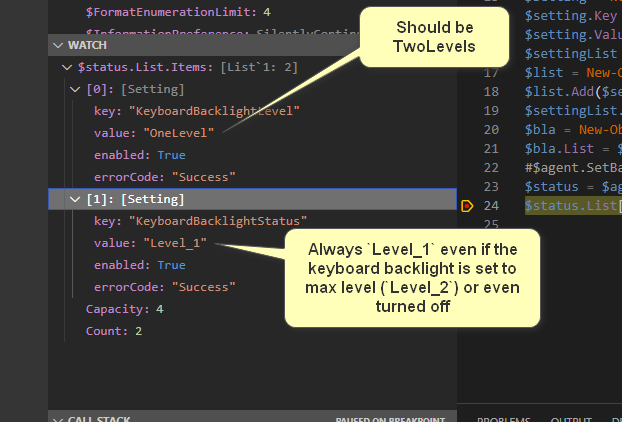 $FormatEnumerationLimit: 4
$InformationPreference: SilentlyContinue
WATCH
$status.List.Items: [List`1: 2]
[0]: [Setting]
key: "KeyboardBacklightLevel"
value: "OneLevel"
enabled: True
errorCode: "Success"
[1]: [Setting]
key: "KeyboardBacklightStatus"
value: "Level_1"
enabled: True
errorCode: "Success"
Capacity: 4
Count: 2
CALL STACK
PAUSED ON BREAKPOINT
Should be
TwoLevels
Always `Level_1` even if the
keyboard backlight is set to
max level (`Level_2`) or even
turned off
$setting
$setting.Key
$setting.Valu
$settingList
17 $list = New-O
18 $list.Add($se
19 $settingList.
20 $bla = New-Ob
21 $bla.List = $
22 #$agent.SetBa
23 $status = $ag
24 $status.List[
25
PROBLEMS OUTPUT